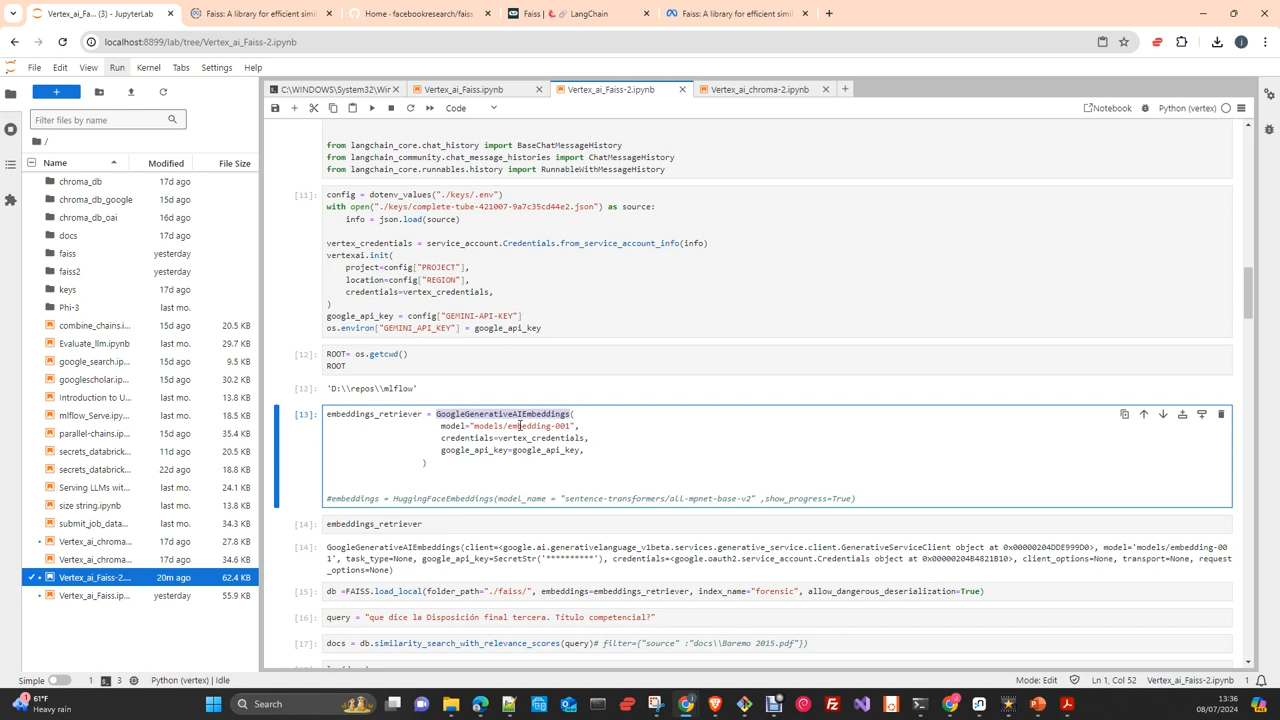 Vertex_ai_Fa... (3) - JupyterLab
Faiss: A library for efficient simil
Home · facebookresearch/faiss
Faiss | LangChain
Faiss: A library for efficient sim
localhost:8899/lab/tree/Vertex_ai_Faiss-2.ipynb
File Edit View Run Kernel Tabs Settings Help
C:\WINDOWS\System32\Wir
Vertex_ai_Faiss.ipynb
Vertex_ai_Faiss-2.ipynb
Vertex_ai_chroma-2.ipynb
Code
Notebook
Python (vertex)
Filter files by name
/
Name Modified File Size
chroma_db 17d ago
chroma_db_google 15d ago
chroma_db_oai 17d ago
docs 17d ago
faiss yesterday
faiss2 yesterday
keys 17d ago
Phi-3 last mo.
combine_chains.i... 15d ago 20.5 KB
Evaluate_llm.ipynb last mo. 29.7 KB
google_search.ip... 15d ago 9.5 KB
googlescholar.ip... 15d ago 30.2 KB
Introduction to U... last mo. 18.8 KB
mlflow_Serve.ipy... last mo. 14.5 KB
parallel-chains.ip... 17d ago 35.4 KB
secrets_databrick... 11d ago 20.5 KB
secrets_databrick... 22d ago 18.8 KB
Serving LLMs wit... last mo. 24.1 KB
size string.ipynb last mo. 13.8 KB
submit_job_data... last mo. 34.3 KB
Vertex_ai_chroma... 17d ago 27.8 KB
Vertex_ai_chroma... 17d ago 34.6 KB
Vertex_ai_Faiss-2.... 20m ago 62.4 KB
Vertex_ai_Faiss.ip... yesterday 55.9 KB
from langchain_core.chat_history import BaseChatMessageHistory
from langchain_community.chat_message_histories import ChatMessageHistory
from langchain_core.runnables.history import RunnableWithMessageHistory
[11]: config = dotenv_values("./keys/.env")
with open("./keys/complete-tube-421007-9a7c35cd44e2.json") as source:
info = json.load(source)
vertex_credentials = service_account.Credentials.from_service_account_info(info)
vertexai.init(
project=config["PROJECT"],
location=config["REGION"],
credentials=vertex_credentials,
)
google_api_key = config["GEMINI-API-KEY"]
os.environ["GEMINI_API_KEY"] = google_api_key
[12]: ROOT= os.getcwd()
ROOT
[12]: 'D:\\repos\\mlflow'
[13]: embeddings_retriever = GoogleGenerativeAIEmbeddings(
model="models/embedding-001",
credentials=vertex_credentials,
google_api_key=google_api_key,
)
#embeddings = HuggingFaceEmbeddings(model_name = "sentence-transformers/all-mpnet-base-v2" ,show_progress=True)
[14]: embeddings_retriever
[14]: GoogleGenerativeAIEmbeddings(client=<google.ai.generativelanguage_v1beta.services.generative_service.client.GenerativeServiceClient object at 0x00000204DDE999D0>, model='models/embedding-00
1', task_type=None, google_api_key=SecretStr('**********'), credentials=<google.oauth2.service_account.Credentials object at 0x00000204B4821B10>, client_options=None, transport=None, request
_options=None)
[15]: db =FAISS.load_local(folder_path="./faiss/", embeddings=embeddings_retriever, index_name="forensic", allow_dangerous_deserialization=True)
[16]: query = "que dice la Disposición final tercera. Título competencial?"
[17]: docs = db.similarity_search_with_relevance_scores(query)# filter={"source" :"docs\\Baremo 2015.pdf"})
Simple 1 3 Python (vertex) | Idle
Mode: Edit Ln 1, Col 52 Vertex_ai_Faiss-2.ipynb 1
61°F
Heavy rain
Search
13:36
08/07/2024